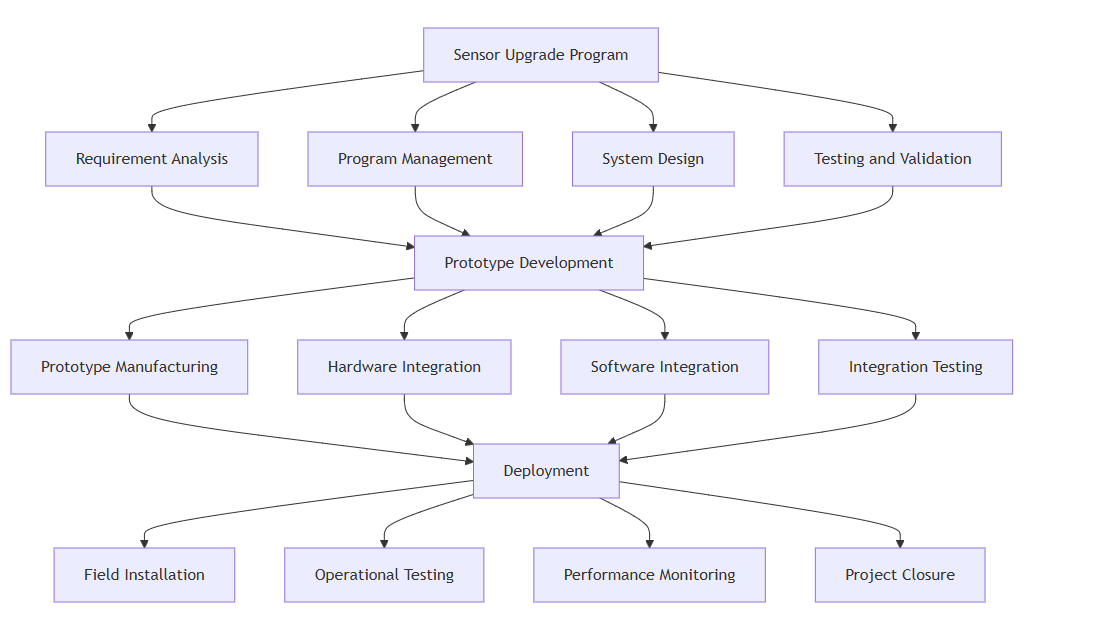 Sensor Upgrade Program
Requirement Analysis
Program Management
System Design
Testing and Validation
Prototype Development
Prototype Manufacturing
Hardware Integration
Software Integration
Integration Testing
Deployment
Field Installation
Operational Testing
Performance Monitoring
Project Closure